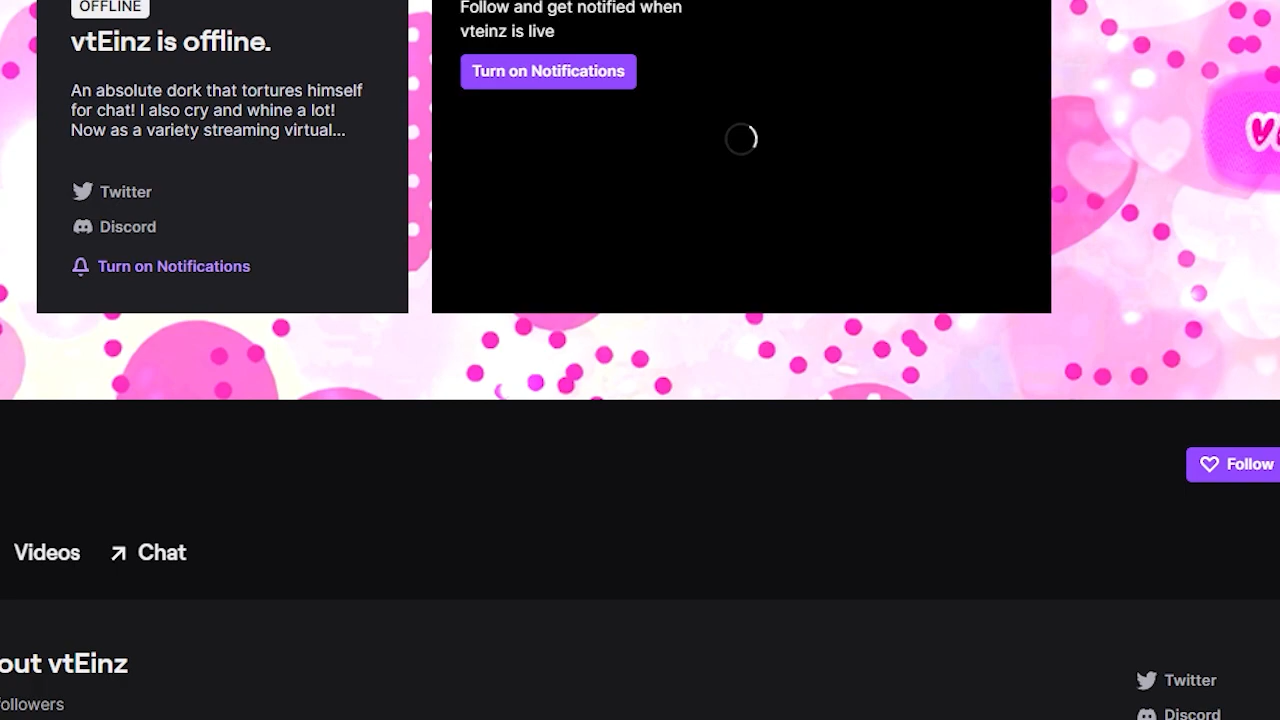 OFFLINE
vtEinz is offline.
An absolute dork that tortures himself
for chat! I also cry and whine a lot!
Now as a variety streaming virtual...
Twitter
Discord
Turn on Notifications
Follow and get notified when
vteinz is live
Turn on Notifications
Follow
Videos
Chat
out vtEinz
ollowers
Twitter
Discord